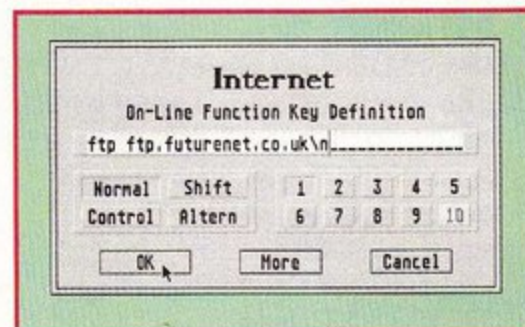 Internet
On-Line Function Key Definition
ftp ftp.futurenet.co.uk\n______________
Normal Shift 1 2 3 4 5
Control Altern 6 7 8 9 10
OK More Cancel